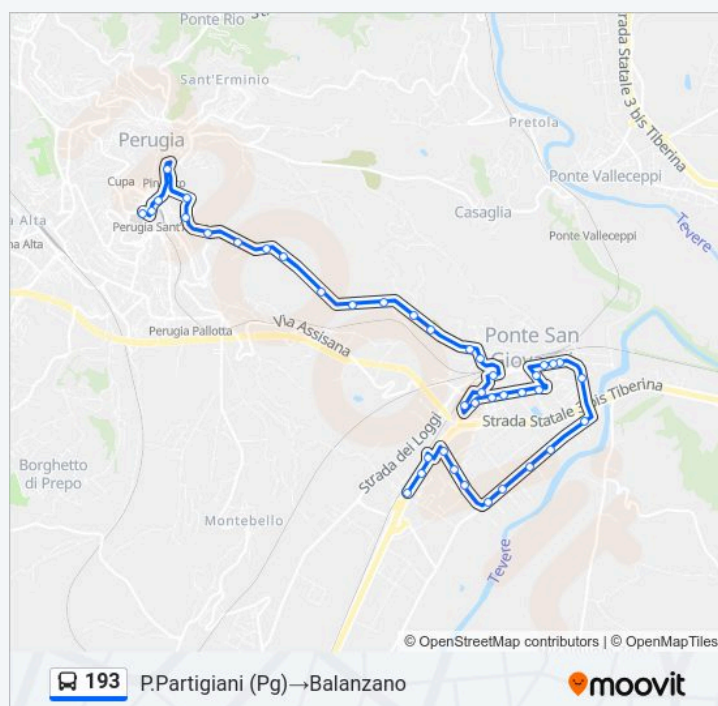 Ponte Rio
Sant'Erminio
Perugia
Pretola
Cupa
Ponte Valleceppi
Casaglia
Strada Statale 3 bis Tiberina
Tevere
Perugia Sant'
Ponte Valleceppi
Perugia Pallotta
Via Assisana
Ponte San
Strada Statale 3 bis Tiberina
Strada dei Loggi
Borghetto
di Prepo
Montebello
Tevere
© OpenStreetMap contributors | © OpenMapTiles
193 P.Partigiani (Pg)→Balanzano
moovit